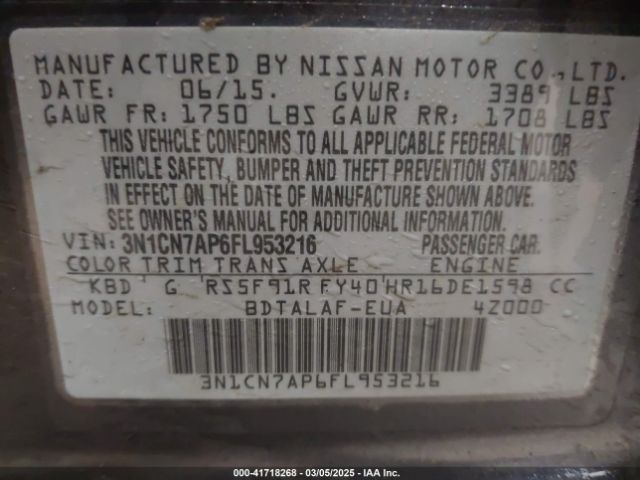 MANUFACTURED BY NISSAN MOTOR CO.,LTD.
DATE: 06/15. GVWR: 3389 LBS
GAWR FR: 1750 LBS GAWR RR: 1708 LBS
THIS VEHICLE CONFORMS TO ALL APPLICABLE FEDERAL MOTOR
VEHICLE SAFETY, BUMPER AND THEFT PREVENTION STANDARDS
IN EFFECT ON THE DATE OF MANUFACTURE SHOWN ABOVE.
SEE OWNER'S MANUAL FOR ADDITIONAL INFORMATION.
VIN: 3N1CN7AP6FL953216 PASSENGER CAR.
COLOR TRIM TRANS AXLE ENGINE
KBD G RS5F91R FY40 HR16DE1598 CC
MODEL: BDTALAF-EUA 4Z000
3N1CN7AP6FL953216
000-41718268 - 03/05/2025 - IAA Inc.